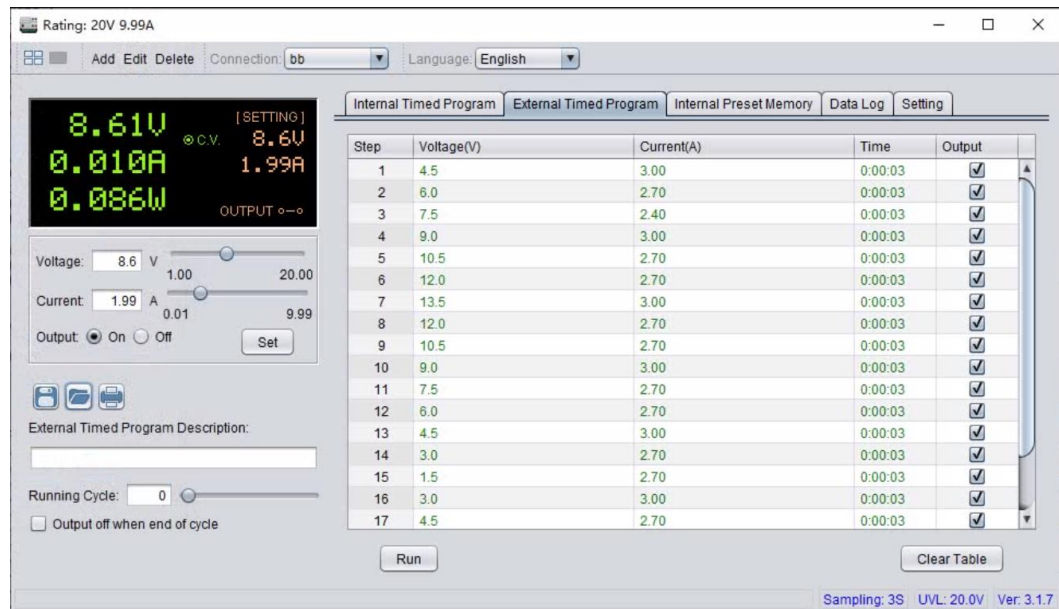 Rating: 20V 9.99A
Add Edit Delete Connection: bb Language: English
8.61V
0.010A
0.086W
C.V.
[SETTING]
8.6V
1.99A
OUTPUT
Voltage: 8.6 V
1.00 20.00
Current: 1.99 A
0.01 9.99
Output: On Off
Set
External Timed Program Description:
Running Cycle: 0
Output off when end of cycle
Internal Timed Program External Timed Program Internal Preset Memory Data Log Setting
Step Voltage(V) Current(A) Time Output
1 4.5 3.00 0:00:03
2 6.0 2.70 0:00:03
3 7.5 2.40 0:00:03
4 9.0 3.00 0:00:03
5 10.5 2.70 0:00:03
6 12.0 2.70 0:00:03
7 13.5 3.00 0:00:03
8 12.0 2.70 0:00:03
9 10.5 2.70 0:00:03
10 9.0 3.00 0:00:03
11 7.5 2.70 0:00:03
12 6.0 2.70 0:00:03
13 4.5 3.00 0:00:03
14 3.0 2.70 0:00:03
15 1.5 2.70 0:00:03
16 3.0 3.00 0:00:03
17 4.5 2.70 0:00:03
Run Clear Table
Sampling: 3S UVL: 20.0V Ver: 3.1.7